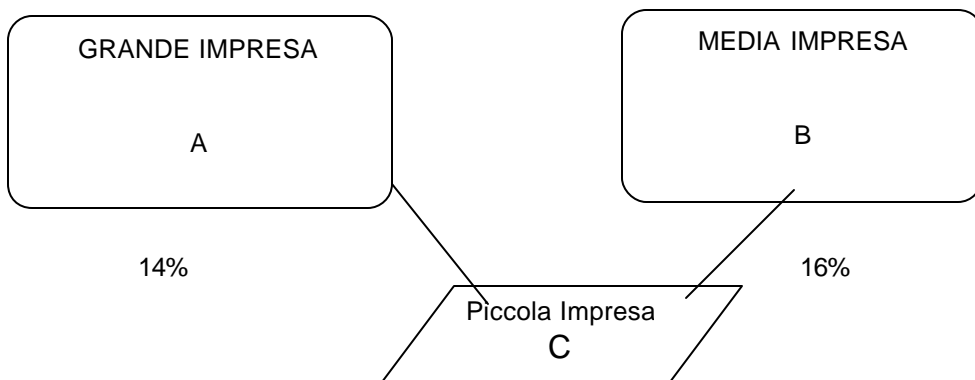 GRANDE IMPRESA
A
MEDIA IMPRESA
B
14%
16%
Piccola Impresa
C